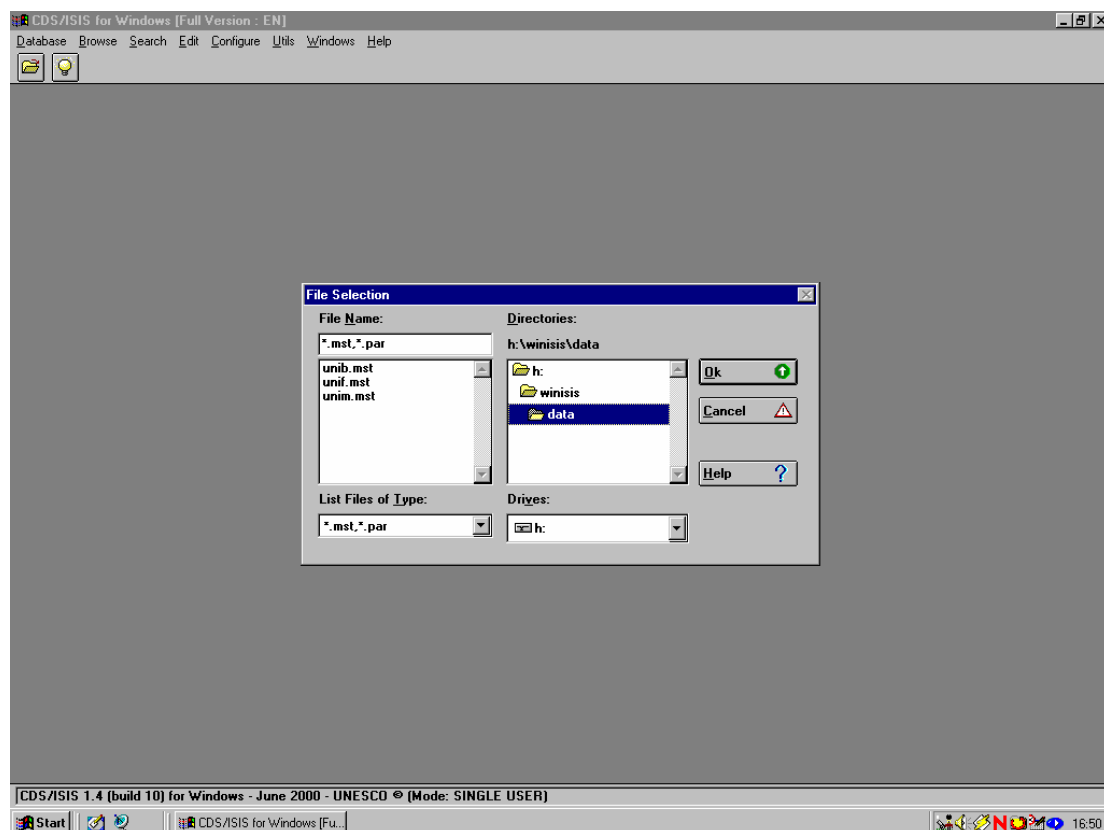 CDS/ISIS for Windows [Full Version : EN]
Database Browse Search Edit Configure Utils Windows Help
File Selection
File Name:
Directories:
*.mst,*.par
h:\winisis\data
unib.mst
unif.mst
unim.mst
h:
winisis
data
Ok
Cancel
Help
List Files of Type:
Drives:
*.mst,*.par
h:
CDS/ISIS 1.4 (build 10) for Windows - June 2000 - UNESCO © (Mode: SINGLE USER)
Start
CDS/ISIS for Windows [Fu...
N
16:50